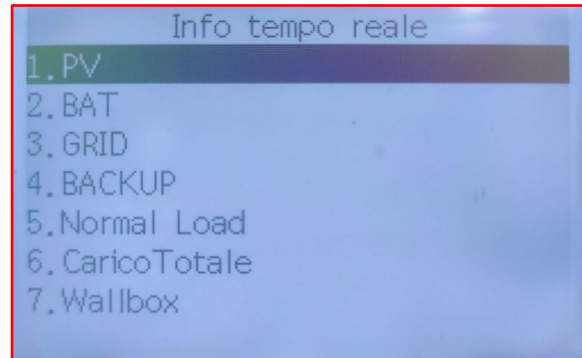 Info tempo reale
1.PV
2.BAT
3.GRID
4.BACKUP
5.Normal Load
6.CaricoTotale
7.Wallbox